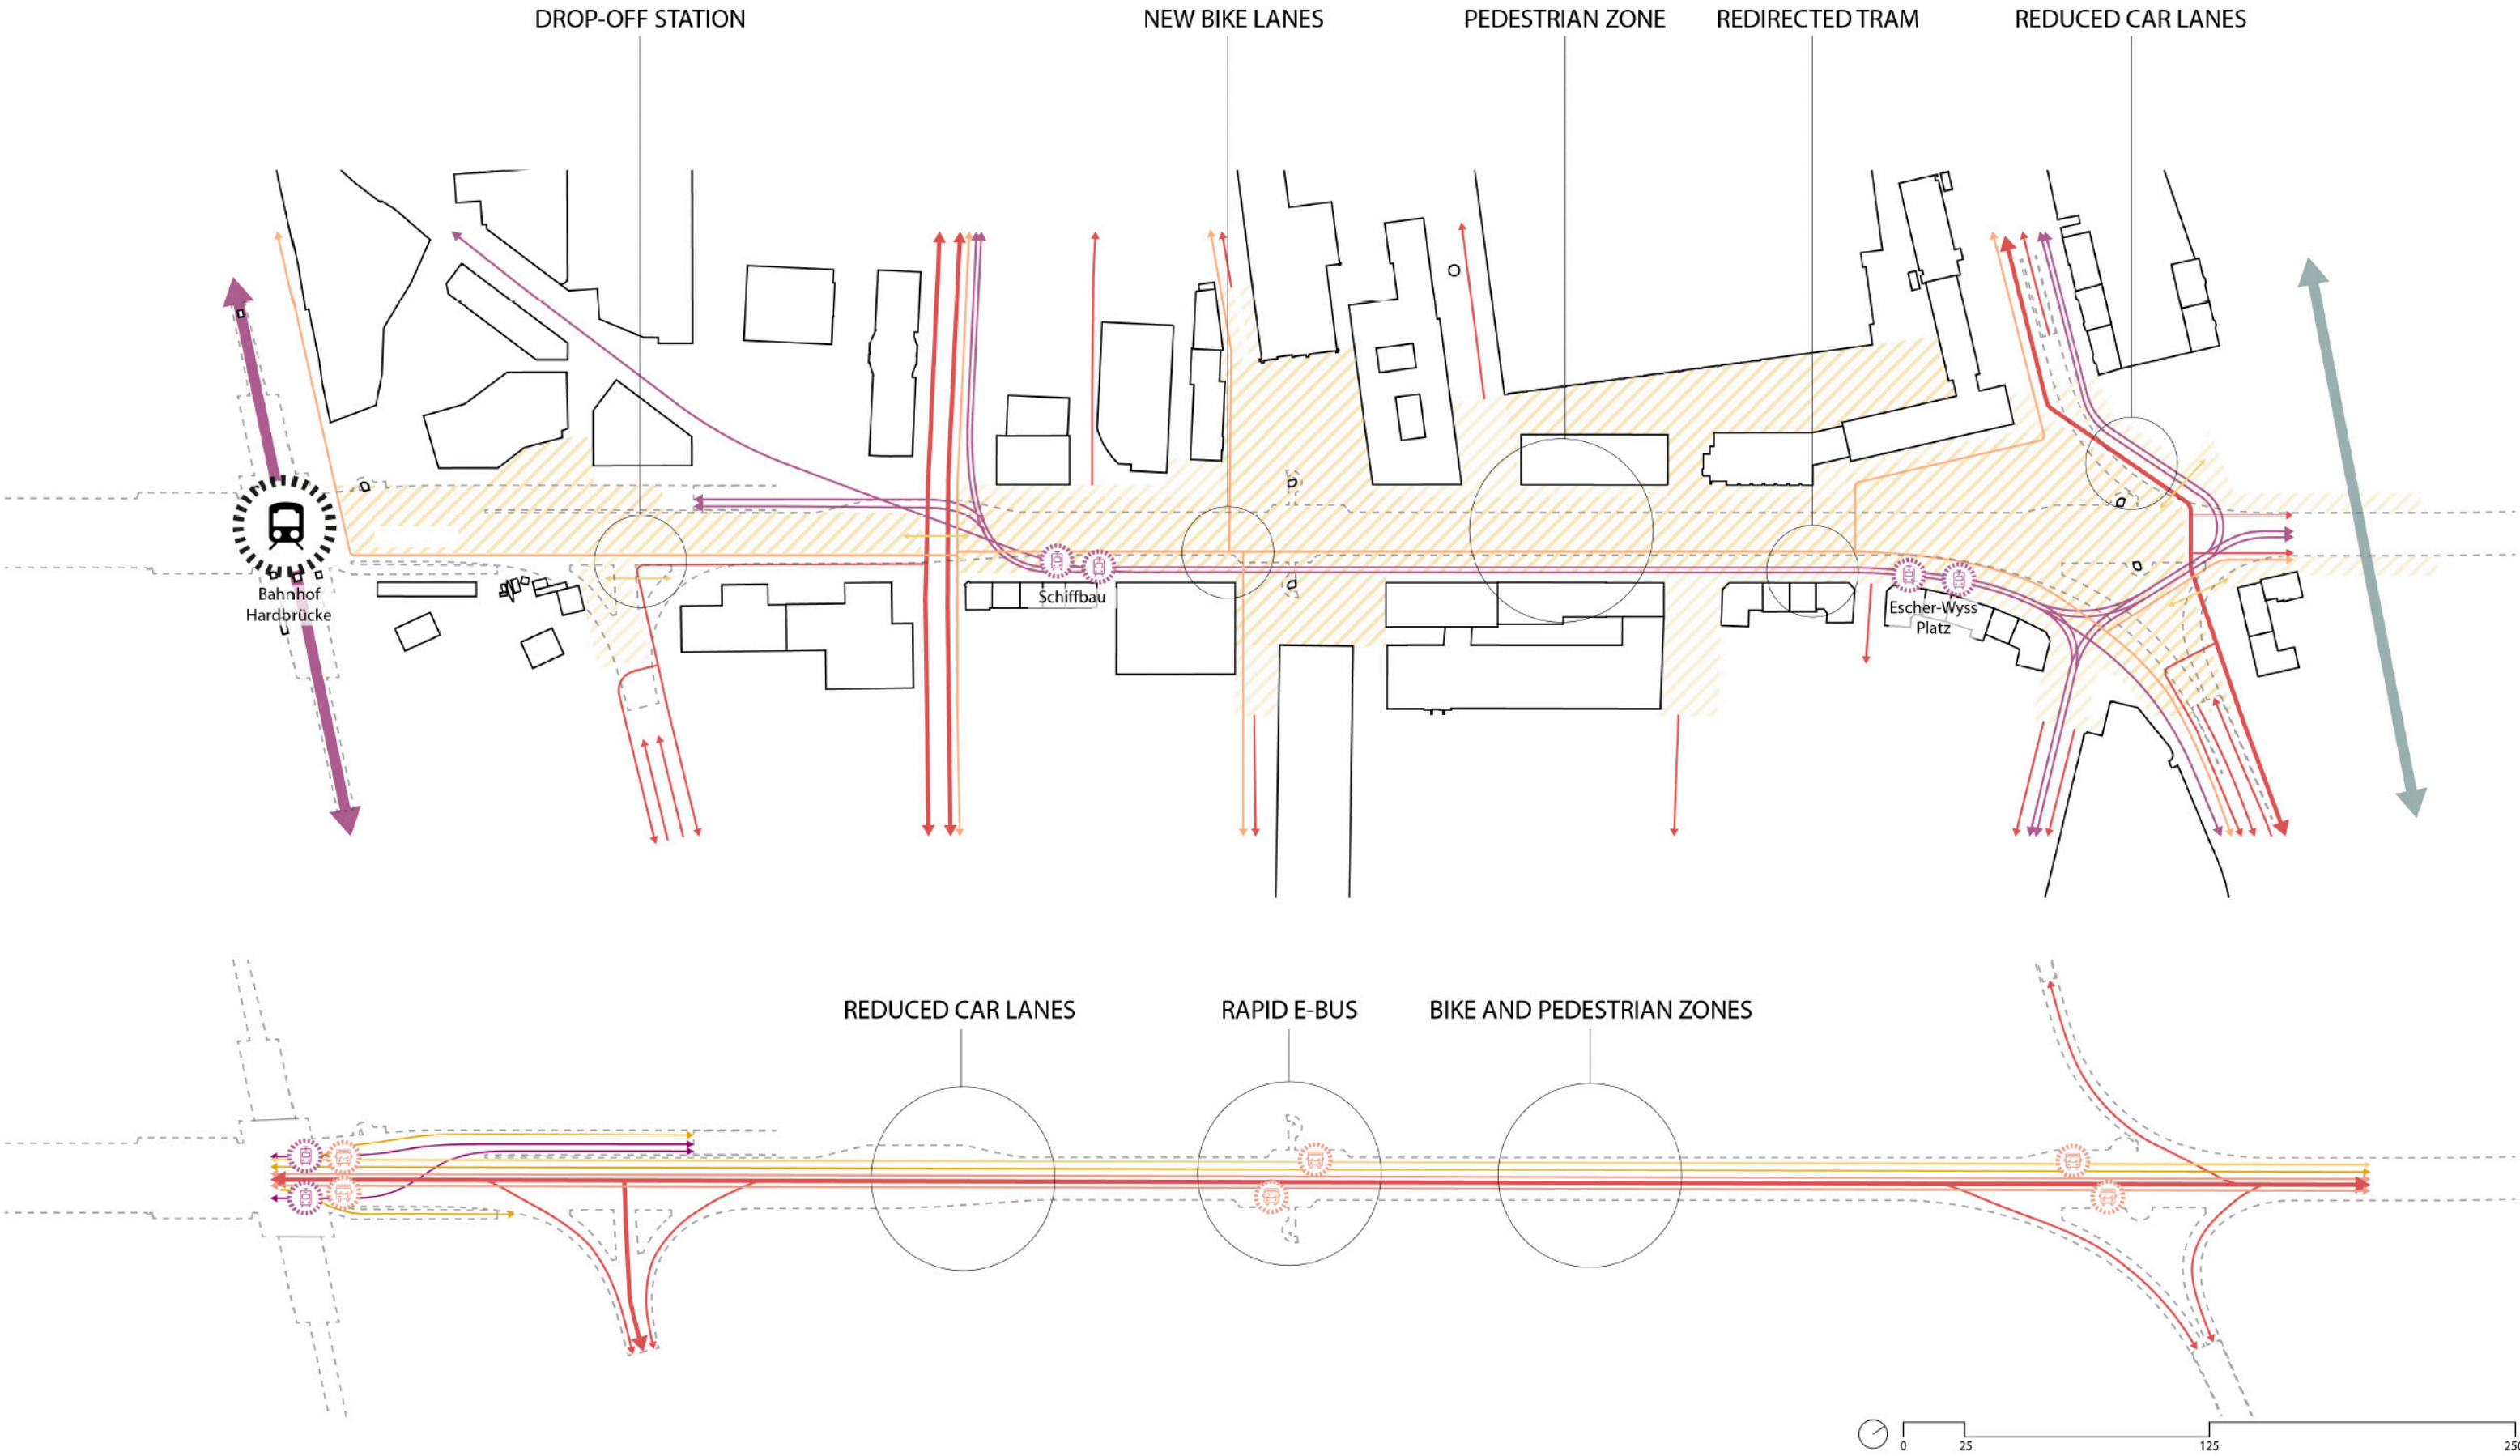 DROP-OFF STATION
NEW BIKE LANES
PEDESTRIAN ZONE
REDIRECTED TRAM
REDUCED CAR LANES
Bahnhof
Hardbrücke
Schiffbau
Escher-Wyss
Platz
REDUCED CAR LANES
RAPID E-BUS
BIKE AND PEDESTRIAN ZONES
0
25
125